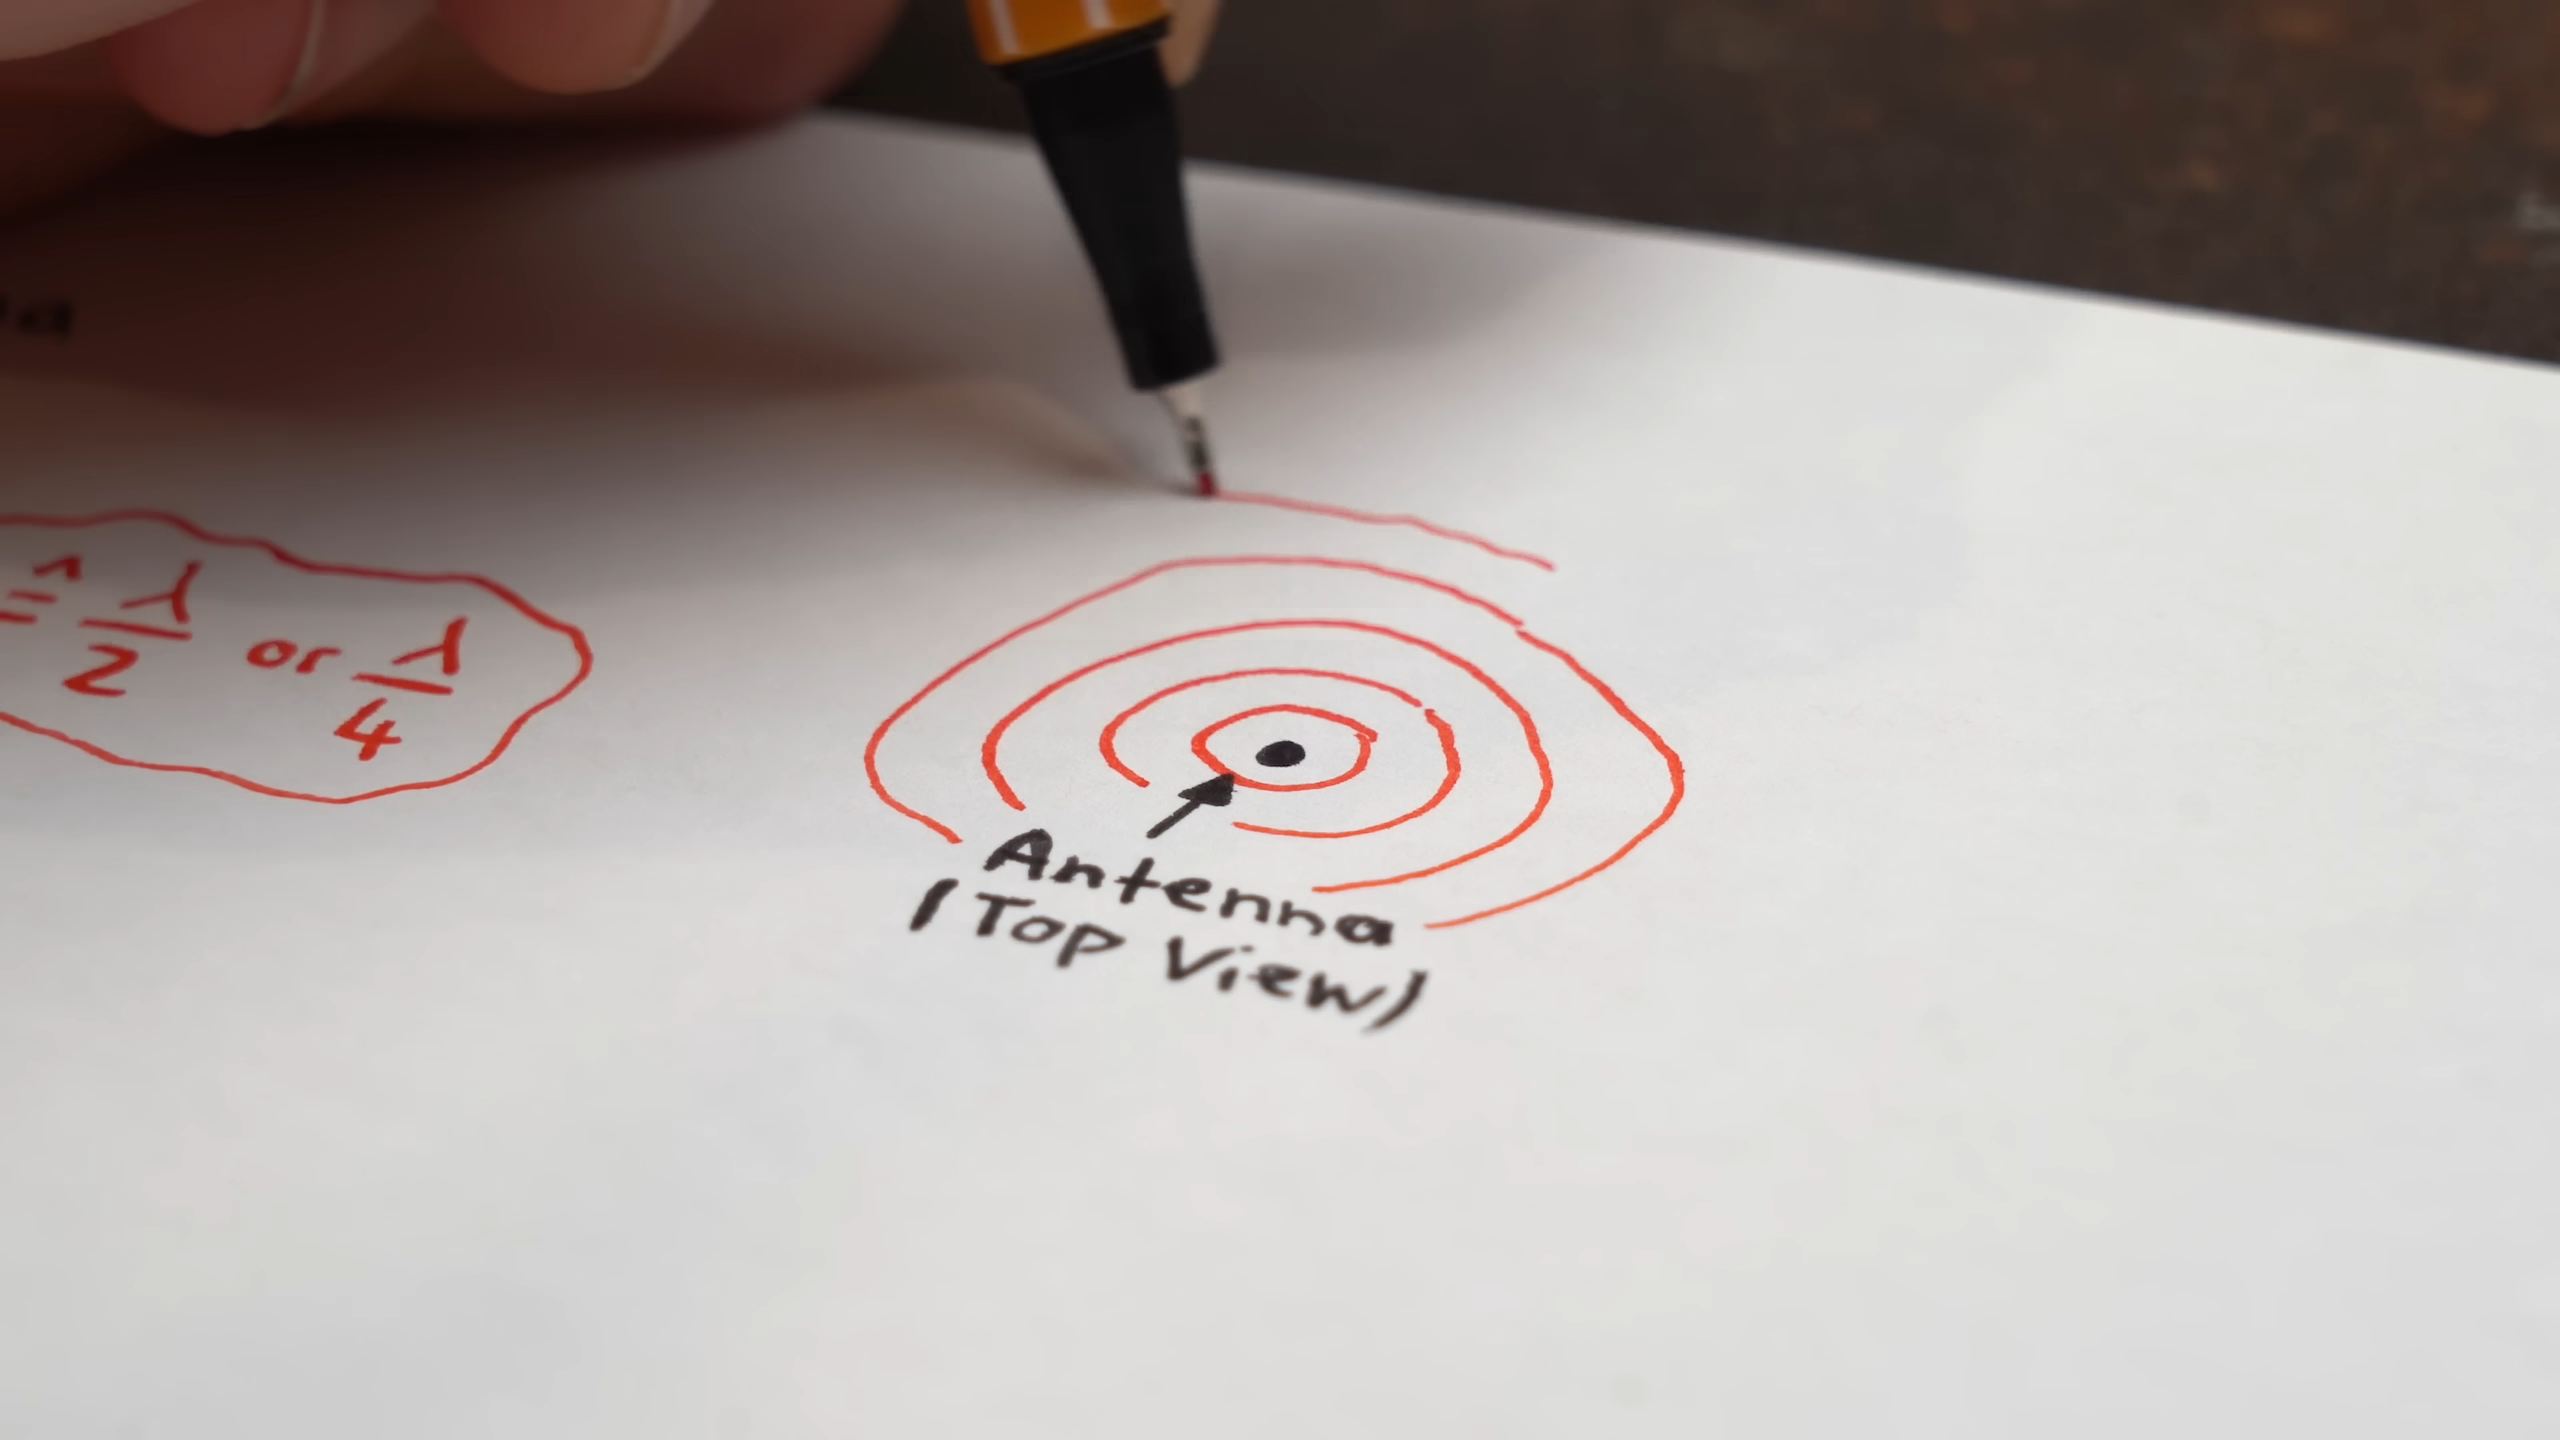 ≙ λ/2 or λ/4
Antenna
(Top View)